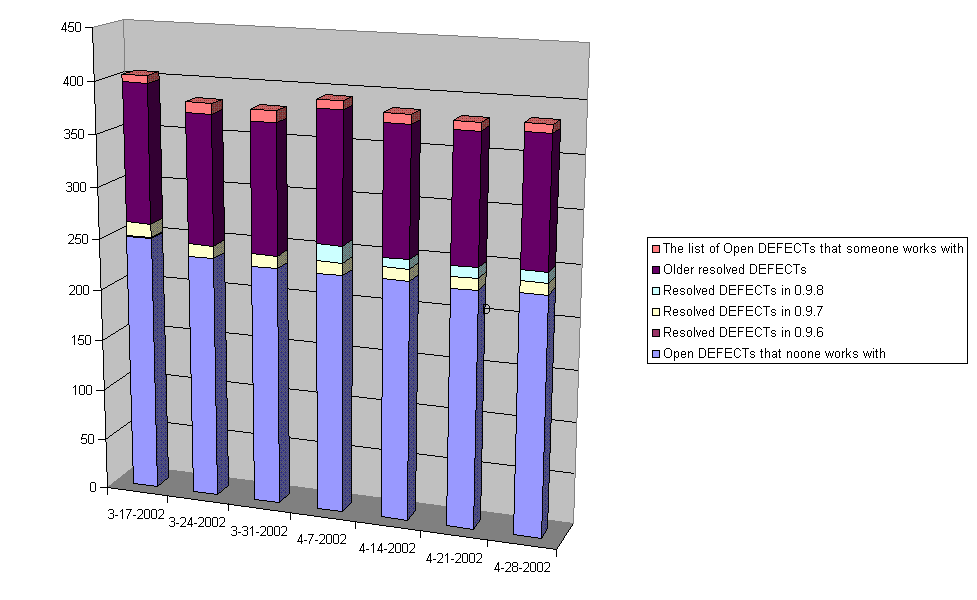 450
400
350
300
250
200
150
100
50
0
3-17-2002
3-24-2002
3-31-2002
4-7-2002
4-14-2002
4-21-2002
4-28-2002
The list of Open DEFECTs that someone works with
Older resolved DEFECTs
Resolved DEFECTs in 0.9.8
Resolved DEFECTs in 0.9.7
Resolved DEFECTs in 0.9.6
Open DEFECTs that noone works with